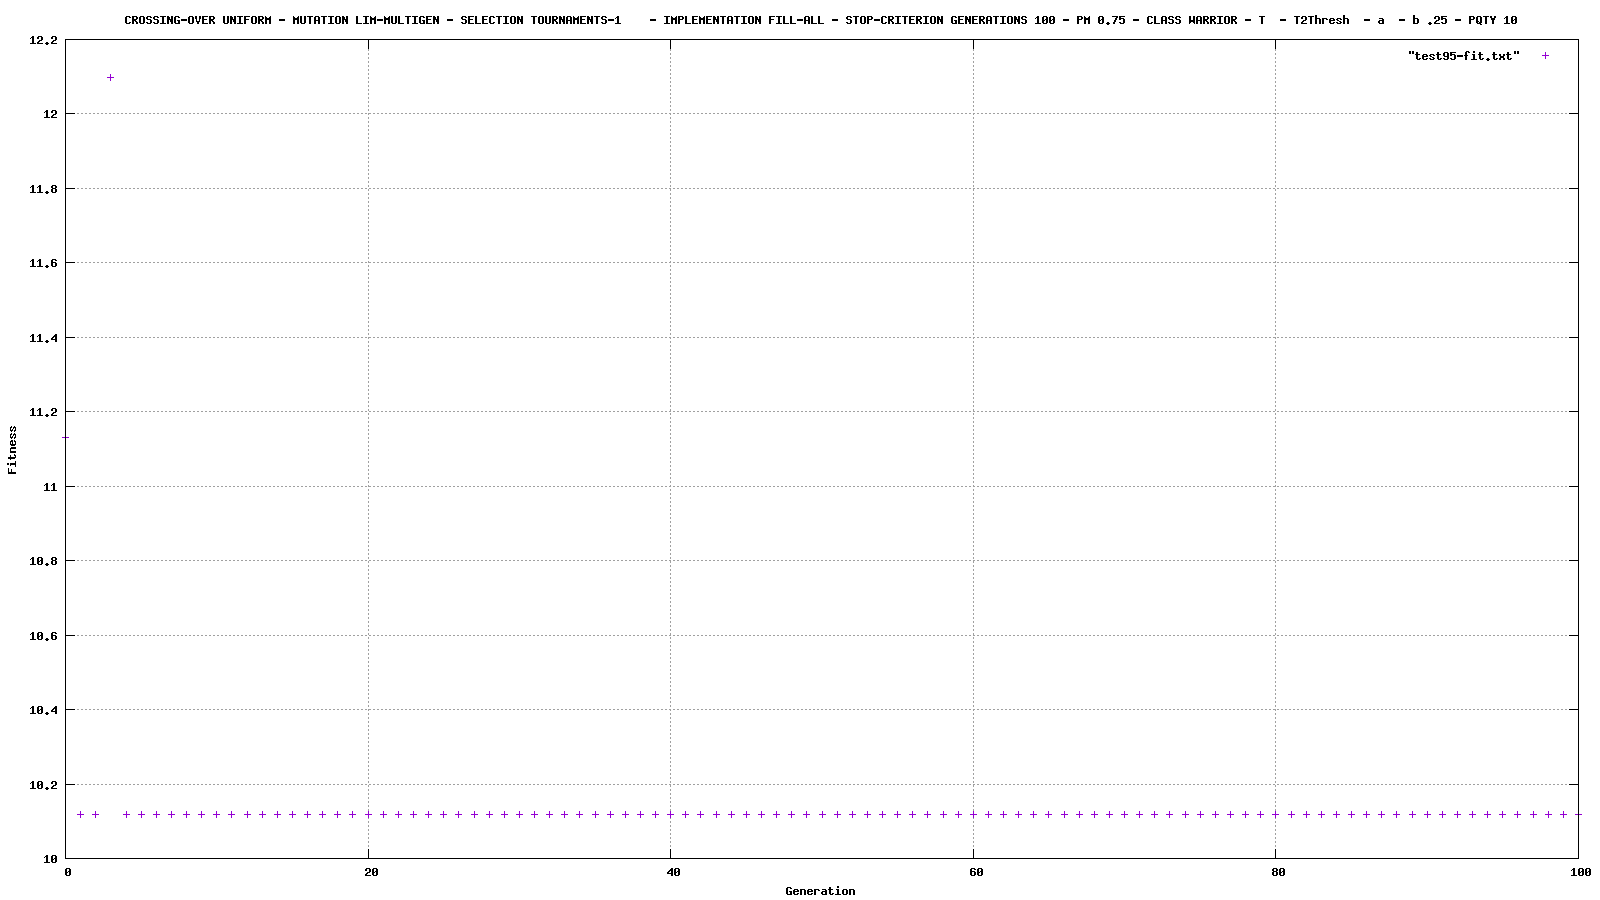 CROSSING-OVER UNIFORM - MUTATION LIM-MULTIGEN - SELECTION TOURNAMENTS-1    - IMPLEMENTATION FILL-ALL - STOP-CRITERION GENERATIONS 100 - PM 0.75 - CLASS WARRIOR - T  - T2Thresh  - a  - b .25 - PQTY 10
"test95-fit.txt"
12.2
12
11.8
11.6
11.4
11.2
11
10.8
10.6
10.4
10.2
10
Fitness
0 20 40 60 80 100
Generation